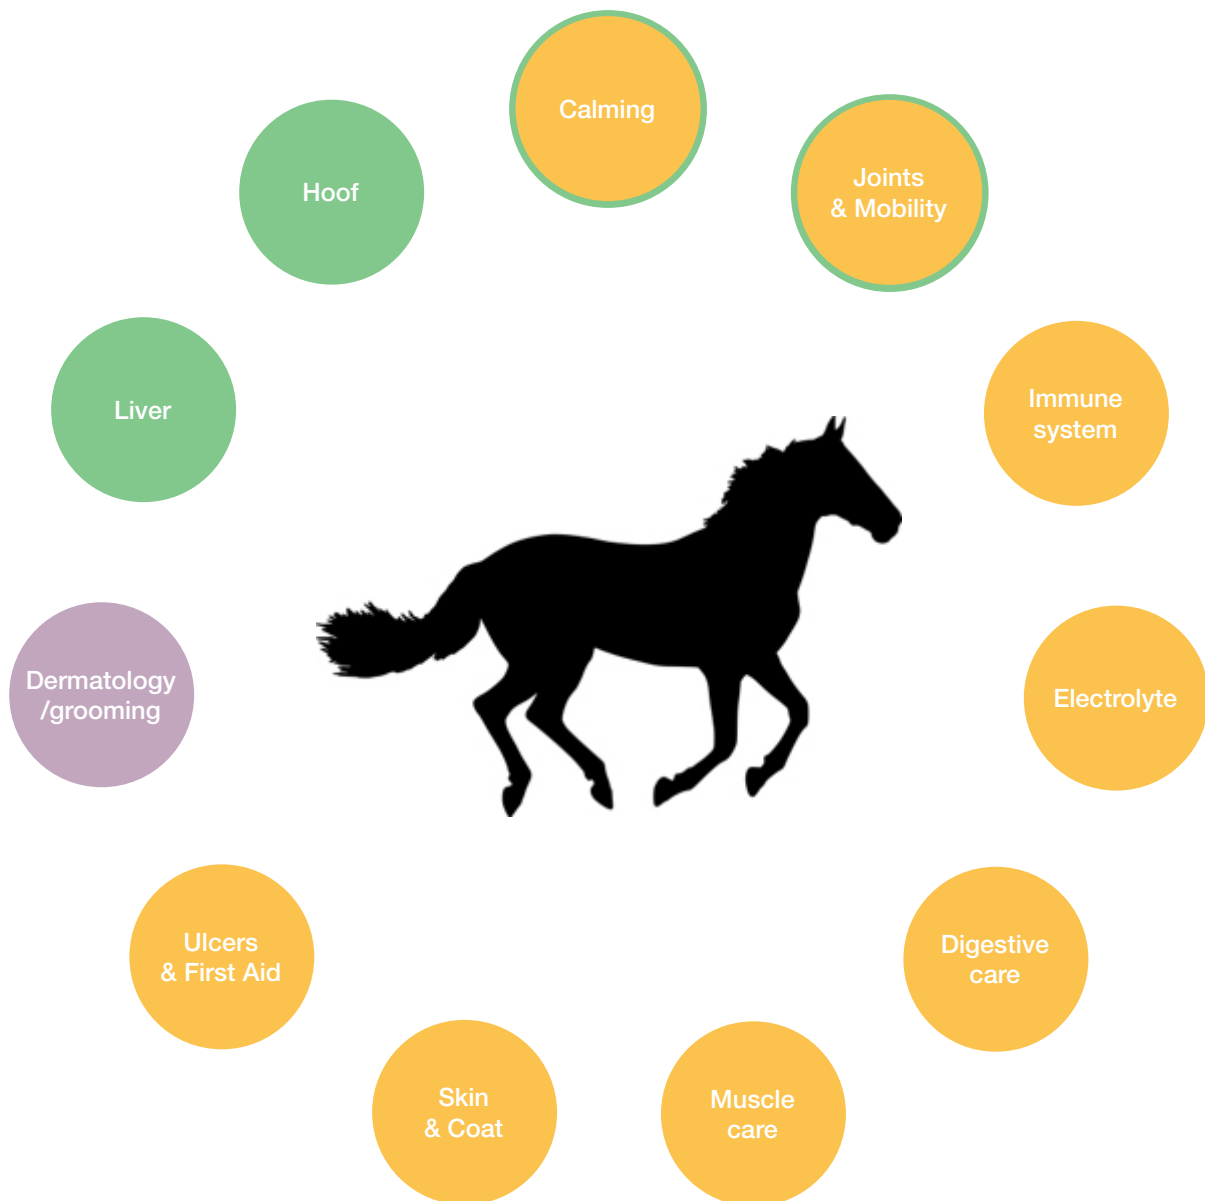 Calming
Hoof
Joints
& Mobility
Liver
Immune
system
Dermatology
/grooming
Electrolyte
Ulcers
& First Aid
Digestive
care
Skin
& Coat
Muscle
care